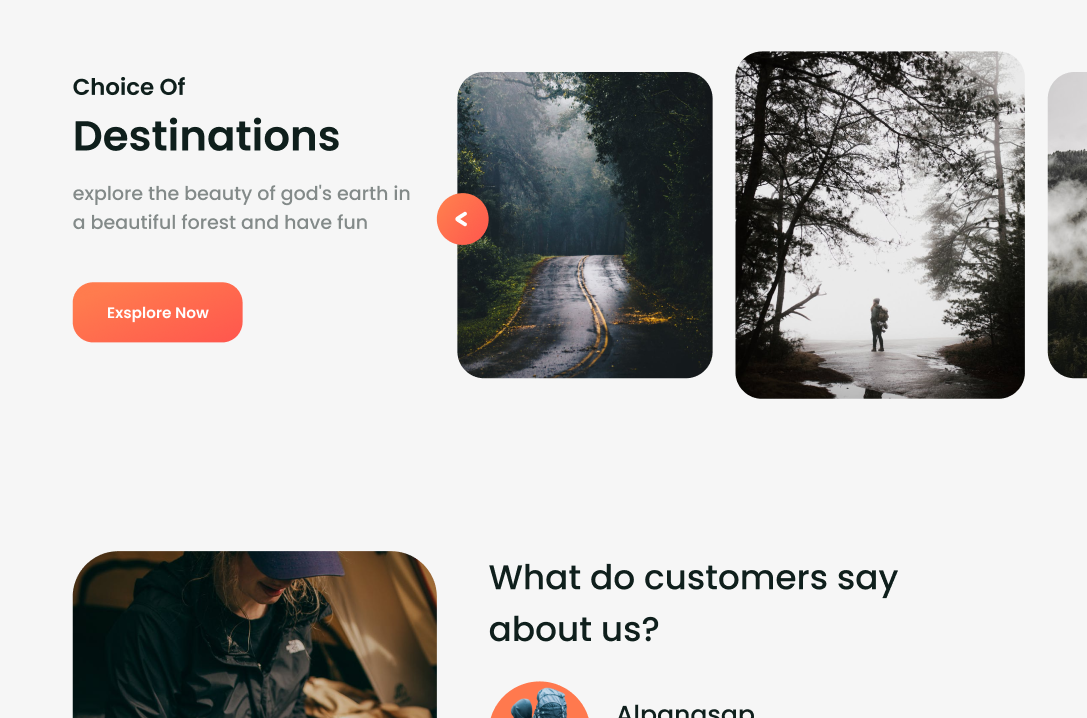 Choice Of
Destinations
explore the beauty of god's earth in
a beautiful forest and have fun
Exsplore Now
What do customers say
about us?
Alpanasan